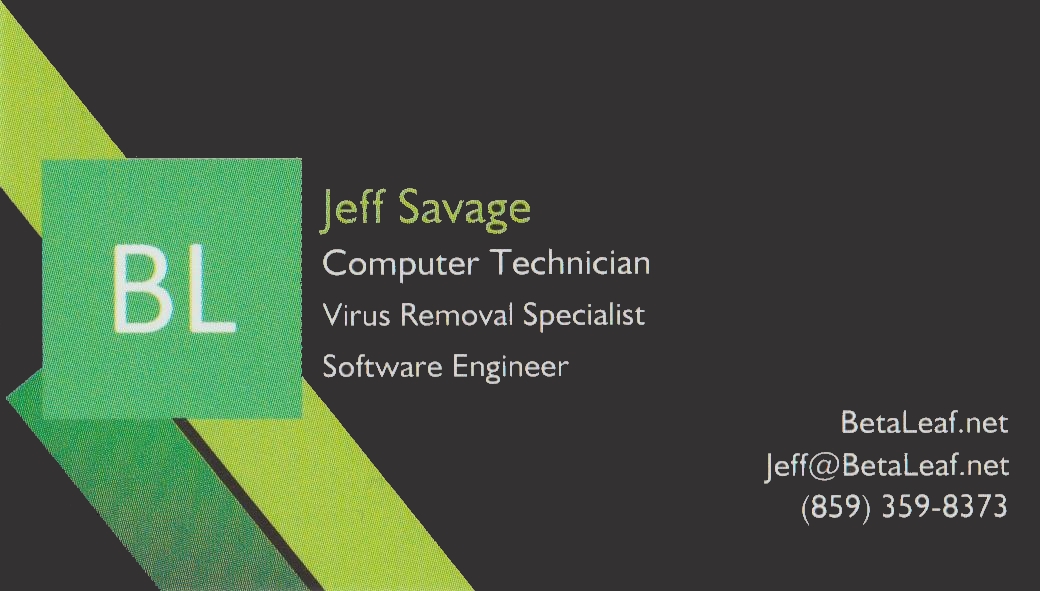 BL
Jeff Savage
Computer Technician
Virus Removal Specialist
Software Engineer
BetaLeaf.net
Jeff@BetaLeaf.net
(859) 359-8373